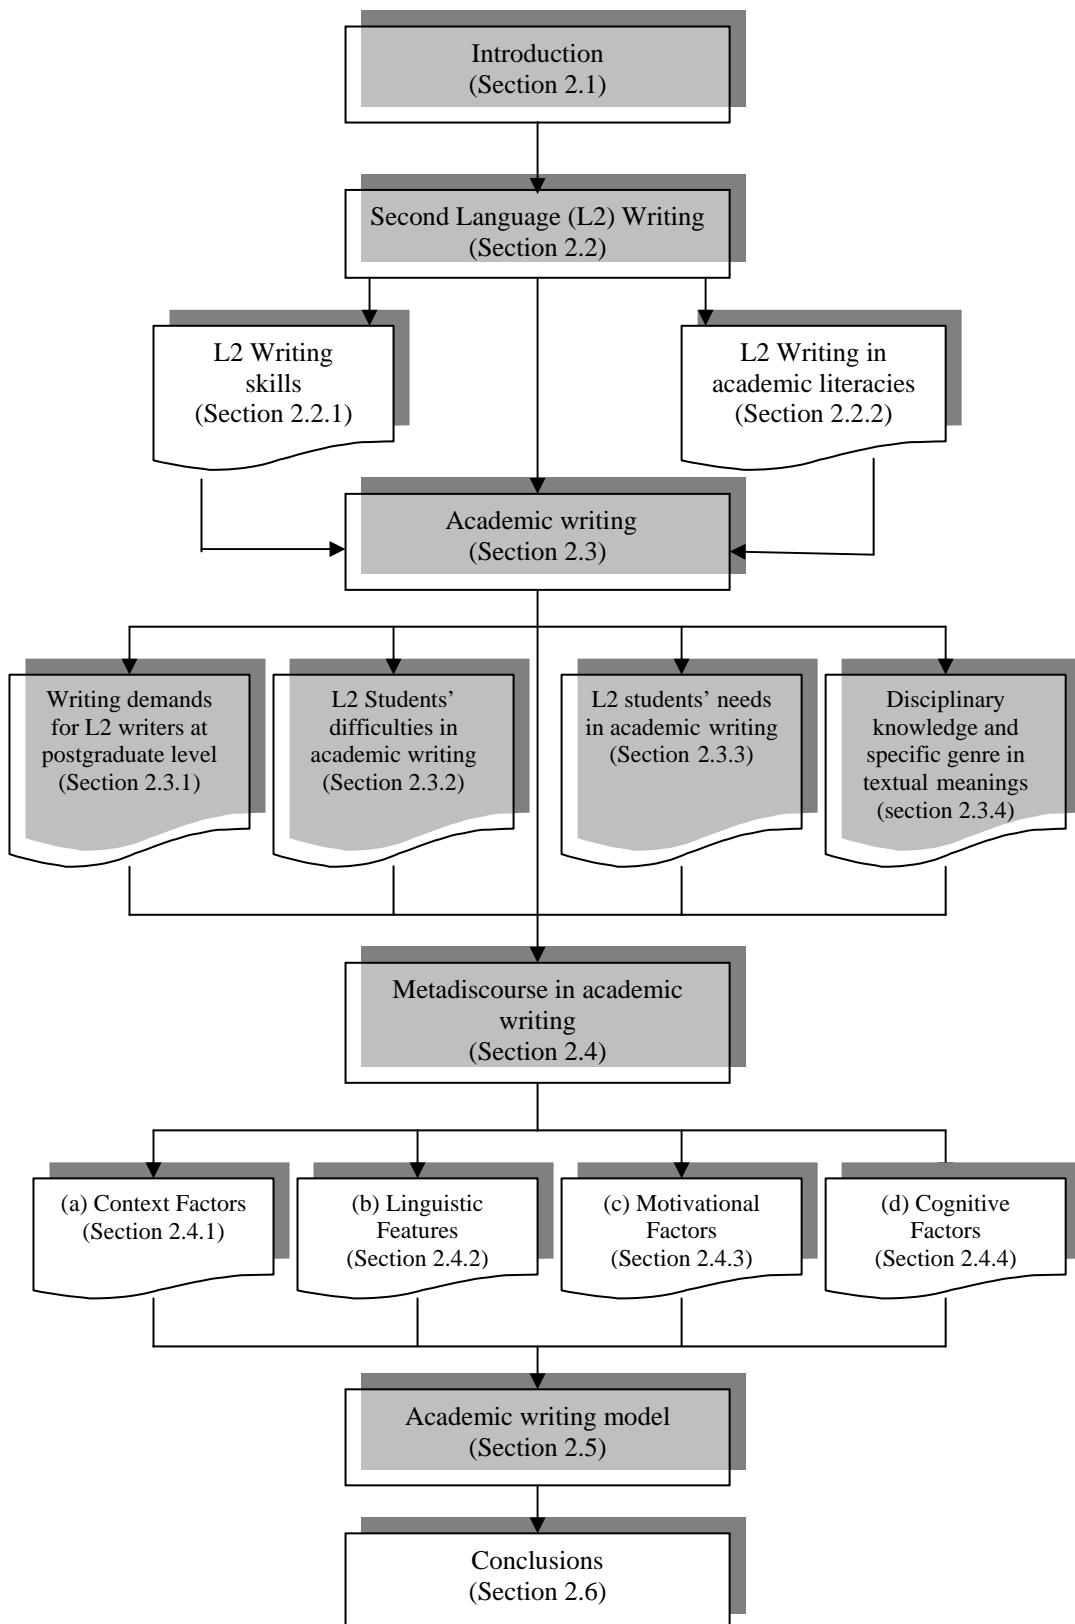 Introduction
(Section 2.1)
Second Language (L2) Writing
(Section 2.2)
L2 Writing
skills
(Section 2.2.1)
L2 Writing in
academic literacies
(Section 2.2.2)
Academic writing
(Section 2.3)
Writing demands
for L2 writers at
postgraduate level
(Section 2.3.1)
L2 Students’
difficulties in
academic writing
(Section 2.3.2)
L2 students’ needs
in academic writing
(Section 2.3.3)
Disciplinary
knowledge and
specific genre in
textual meanings
(section 2.3.4)
Metadiscourse in academic
writing
(Section 2.4)
(a) Context Factors
(Section 2.4.1)
(b) Linguistic
Features
(Section 2.4.2)
(c) Motivational
Factors
(Section 2.4.3)
(d) Cognitive
Factors
(Section 2.4.4)
Academic writing model
(Section 2.5)
Conclusions
(Section 2.6)